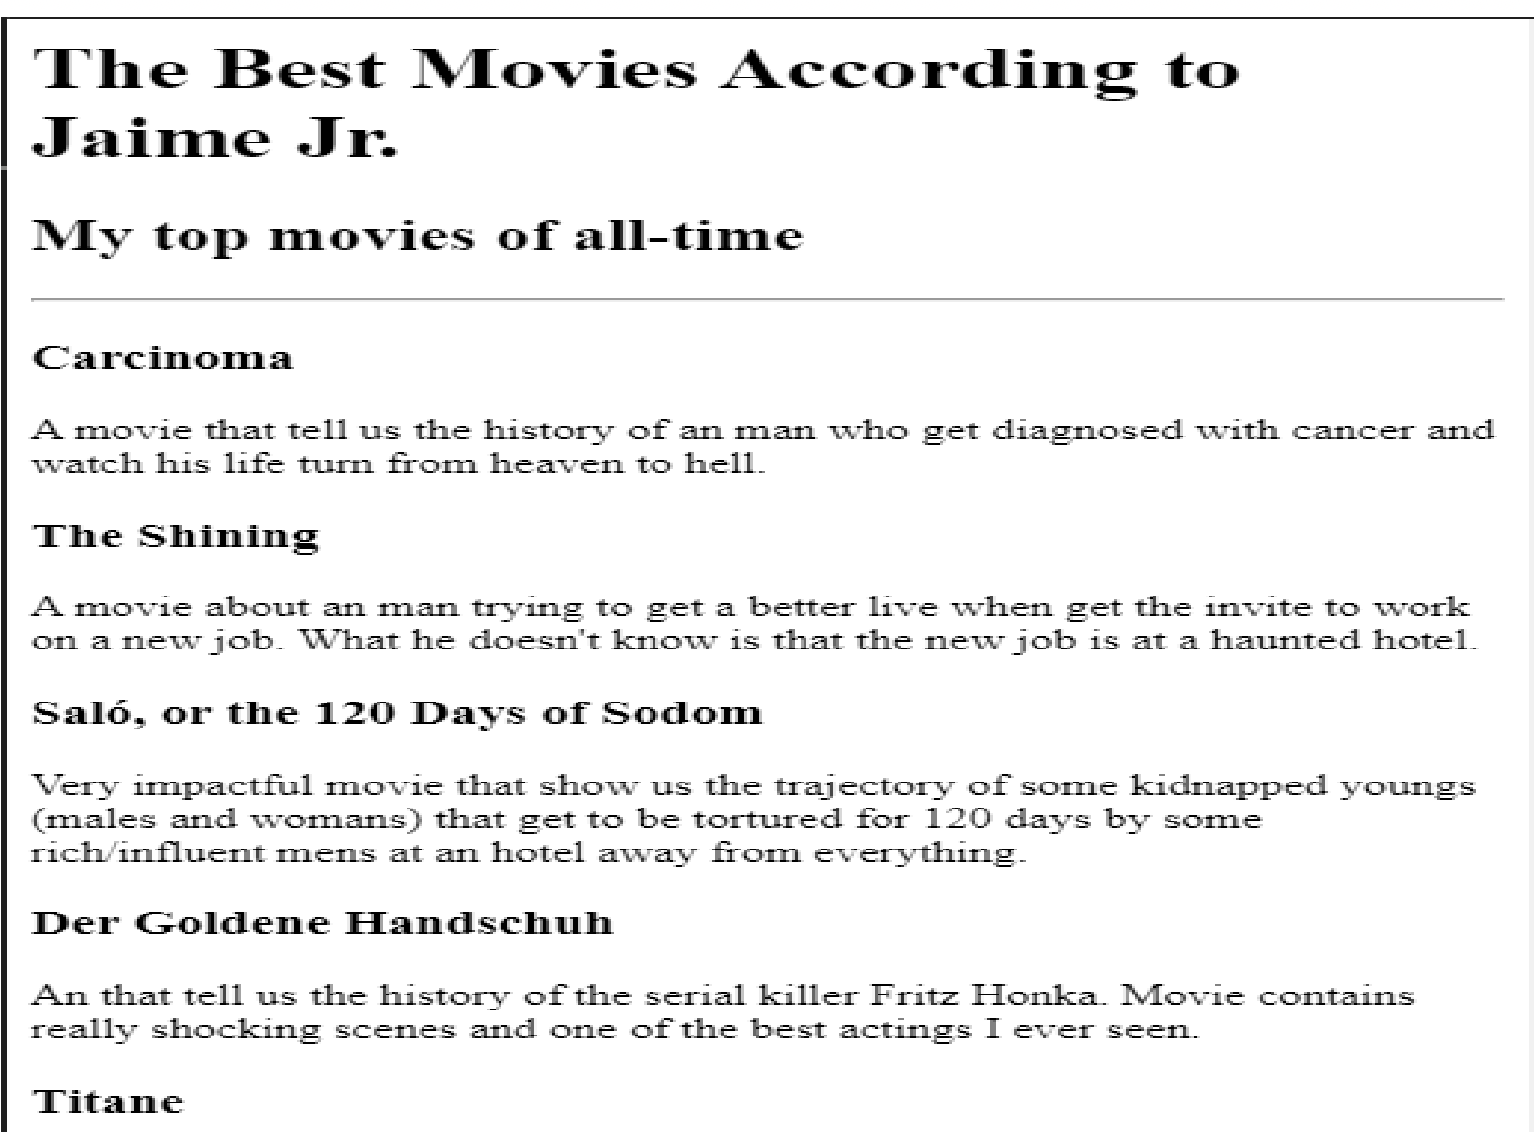 The Best Movies According to
Jaime Jr.
My top movies of all-time
Carcinoma
A movie that tell us the history of an man who get diagnosed with cancer and
watch his life turn from heaven to hell.
The Shining
A movie about an man trying to get a better live when get the invite to work
on a new job. What he doesn't know is that the new job is at a haunted hotel.
Saló, or the 120 Days of Sodom
Very impactful movie that show us the trajectory of some kidnapped youngs
(males and womans) that get to be tortured for 120 days by some
rich/influent mens at an hotel away from everything.
Der Goldene Handschuh
An that tell us the history of the serial killer Fritz Honka. Movie contains
really shocking scenes and one of the best actings I ever seen.
Titane